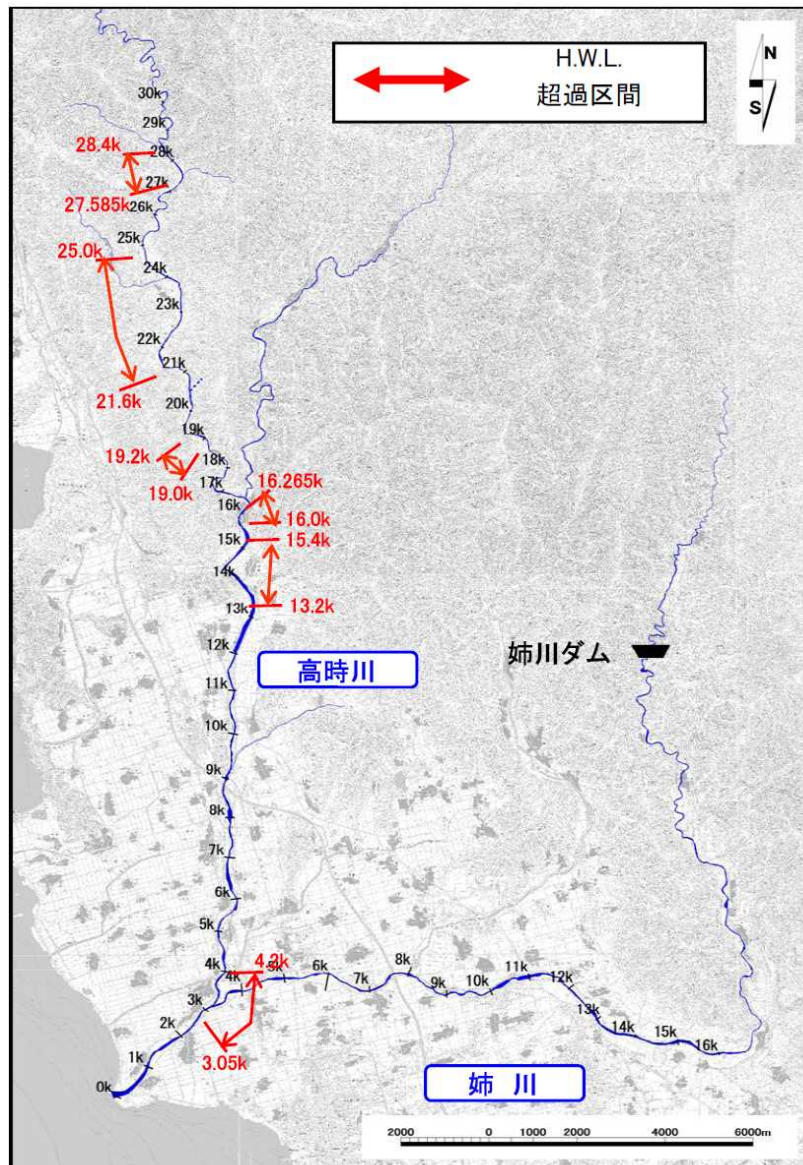 H.W.L.
超過区間
N
S
30k
29k
28.4k
28k
27k
27.585k
26k
25k
25.0k
24k
23k
22k
21k
21.6k
20k
19k
19.2k
18k
19.0k
17k
16.265k
16k
16.0k
15k
15.4k
14k
13k
13.2k
12k
姉川ダム
高時川
11k
10k
9k
8k
7k
6k
5k
4k
4.2k
4k
5k
6k
7k
8k
9k
10k
11k
12k
13k
14k
15k
16k
3k
2k
3.05k
1k
0k
姉 川
2000
0
1000
2000
4000
6000m